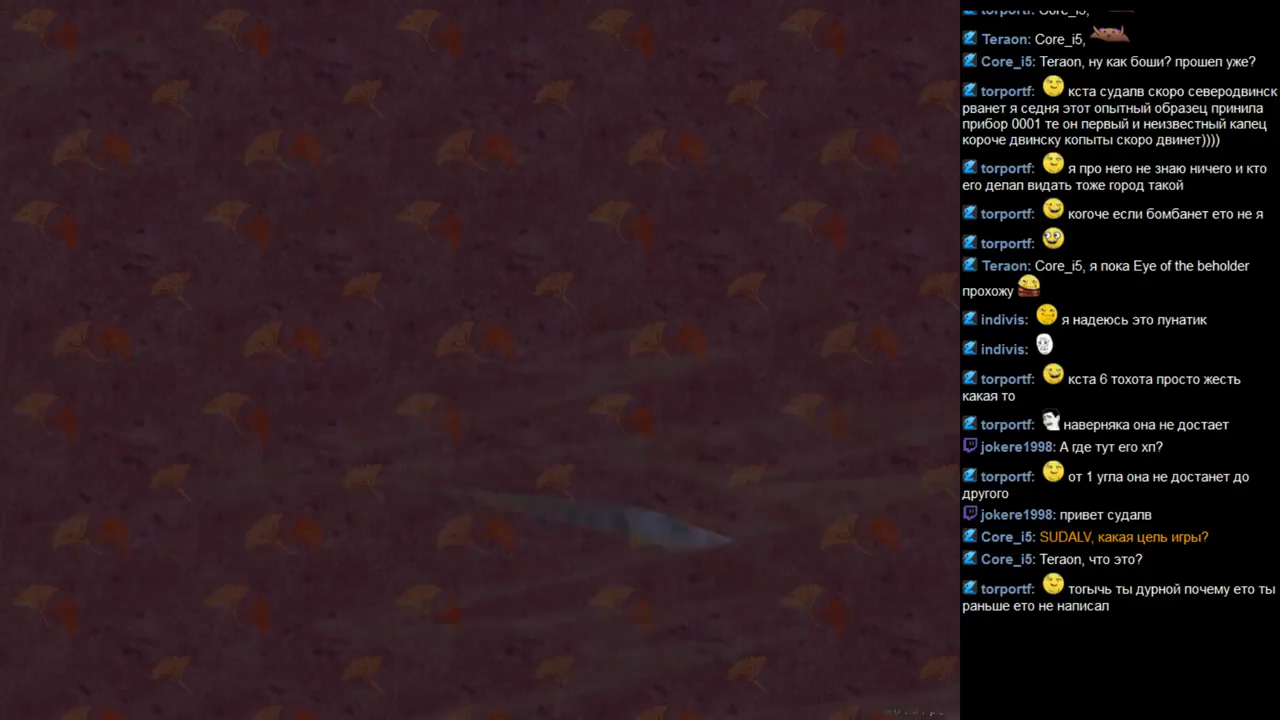 torportf: Core_i5,
Teraon: Core_i5,
Core_i5: Teraon, ну как боши? прошел уже?
torportf: кста судапв скоро северодвинск
рванет я седня этот опытный образец принила
прибор 0001 те он первый и неизвестный капец
короче двинску копыты скоро двинет))))
torportf: я про него не знаю ничего и кто
его делал видать тоже город такой
torportf: когоче если бомбанет ето не я
torportf:
Teraon: Core_i5, я пока Eye of the beholder
прохожу
indivis: я надеюсь это лунатик
indivis:
torportf: кста 6 тохота просто жесть
какая то
torportf: наверняка она не достает
jokere1998: А где тут его хп?
torportf: от 1 угла она не достанет до
другого
jokere1998: привет судапв
Core_i5: SUDALV, какая цель игры?
Core_i5: Teraon, что это?
torportf: тогычь ты дурной почему ето ты
раньше ето не написал